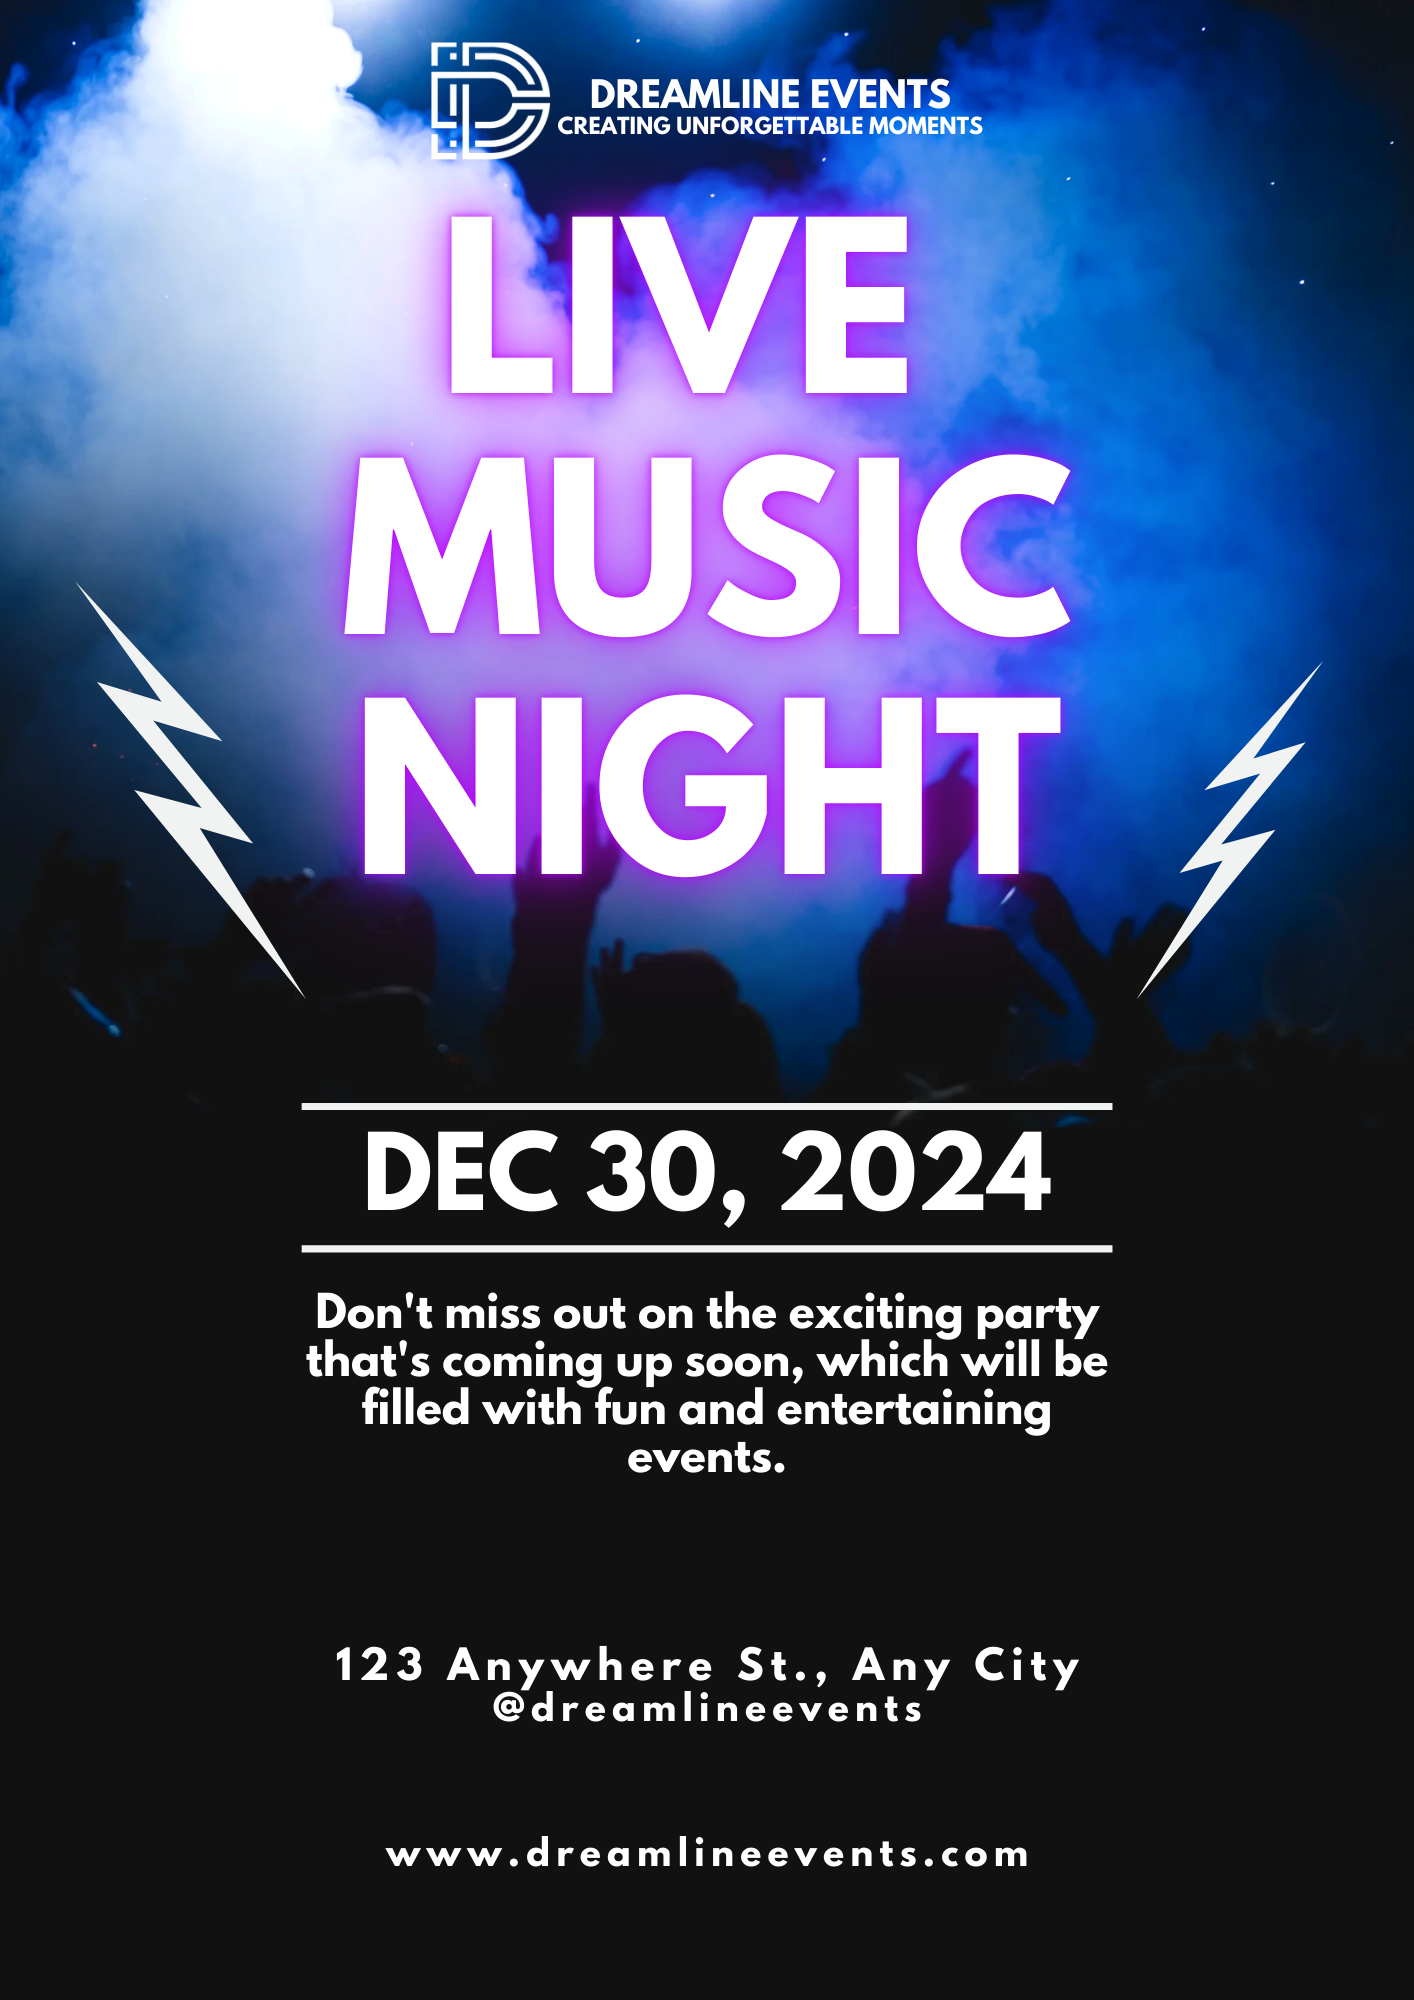 DREAMLINE EVENTS
CREATING UNFORGETTABLE MOMENTS
LIVE
MUSIC
NIGHT
DEC 30, 2024
Don't miss out on the exciting party
that's coming up soon, which will be
filled with fun and entertaining
events.
123 Anywhere St., Any City
@dreamlineevents
www.dreamlineevents.com